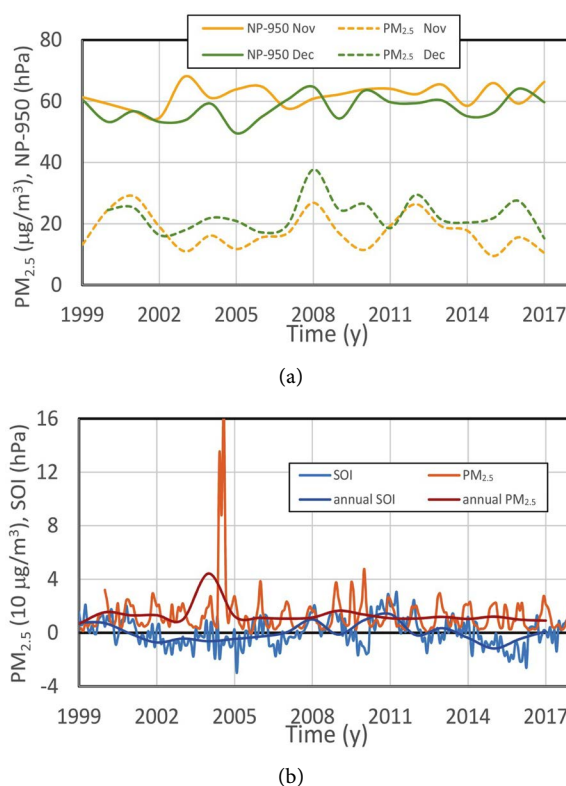 (a)
80
60
40
20
0
PM2.5 (µg/m³), NP-950 (hPa)
NP-950 Nov PM2.5 Nov
NP-950 Dec PM2.5 Dec
1999 2002 2005 2008 2011 2014 2017
Time (y)
(a)
16
12
8
4
0
-4
PM2.5 (10 µg/m³), SOI (hPa)
SOI PM2.5
annual SOI annual PM2.5
1999 2002 2005 2008 2011 2014 2017
Time (y)
(b)